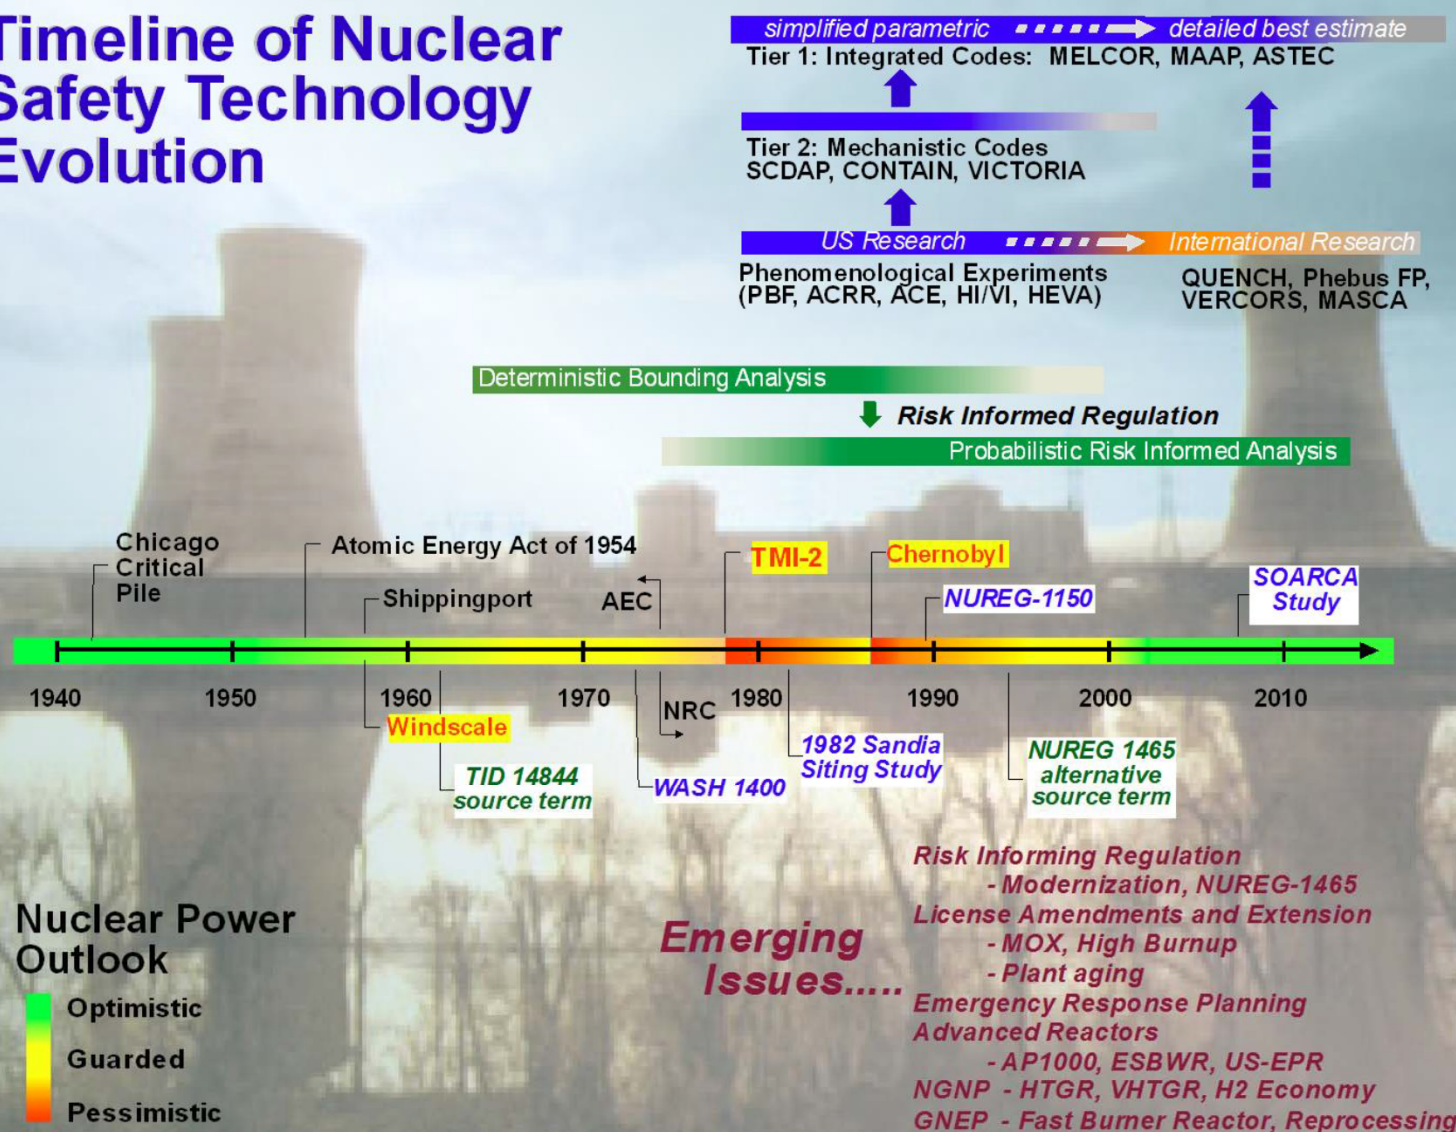 Timeline of Nuclear
Safety Technology
Evolution
simplified parametric detailed best estimate
Tier 1: Integrated Codes: MELCOR, MAAP, ASTEC
Tier 2: Mechanistic Codes
SCDAP, CONTAIN, VICTORIA
US Research International Research
Phenomenological Experiments
(PBF, ACRR, ACE, HI/VI, HEVA)
QUENCH, Phebus FP,
VERCORS, MASCA
Deterministic Bounding Analysis
Risk Informed Regulation
Probabilistic Risk Informed Analysis
Chicago
Critical
Pile
Atomic Energy Act of 1954
Shippingport
AEC
TMI-2
Chernobyl
NUREG-1150
SOARCA
Study
1940 1950 1960 1970 1980 1990 2000 2010
Windscale
TID 14844
source term
NRC
WASH 1400
1982 Sandia
Siting Study
NUREG 1465
alternative
source term
Nuclear Power
Outlook
Optimistic
Guarded
Pessimistic
Emerging
Issues.....
Risk Informing Regulation
- Modernization, NUREG-1465
License Amendments and Extension
- MOX, High Burnup
- Plant aging
Emergency Response Planning
Advanced Reactors
- AP1000, ESBWR, US-EPR
NGNP - HTGR, VHTGR, H2 Economy
GNEP - Fast Burner Reactor, Reprocessing